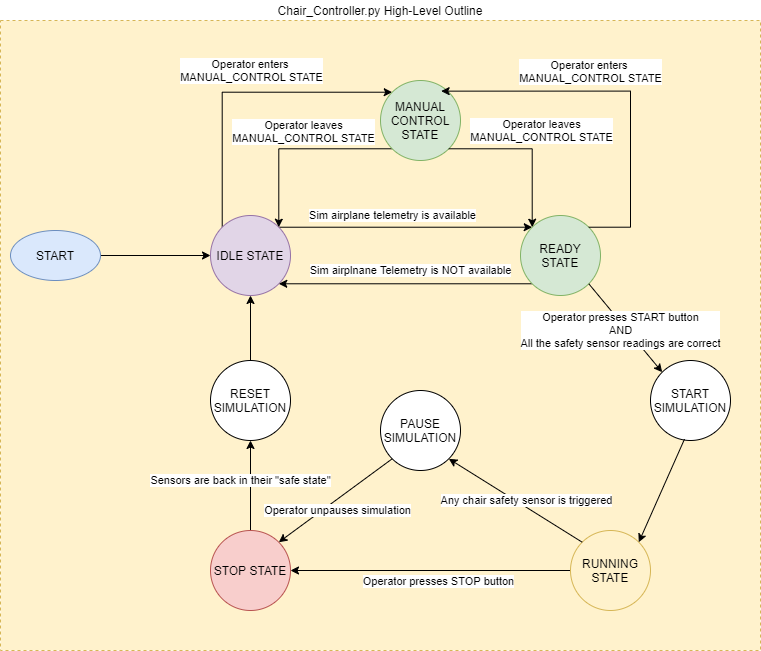 Chair_Controller.py High-Level Outline
Operator enters
MANUAL_CONTROL STATE
Operator enters
MANUAL_CONTROL STATE
MANUAL
CONTROL
STATE
Operator leaves
MANUAL_CONTROL STATE
Operator leaves
MANUAL_CONTROL STATE
Sim airplane telemetry is available
START
IDLE STATE
READY
STATE
Sim airplnane Telemetry is NOT available
Operator presses START button
AND
All the safety sensor readings are correct
RESET
SIMULATION
PAUSE
SIMULATION
START
SIMULATION
Sensors are back in their "safe state"
Operator unpauses simulation
Any chair safety sensor is triggered
STOP STATE
RUNNING
STATE
Operator presses STOP button